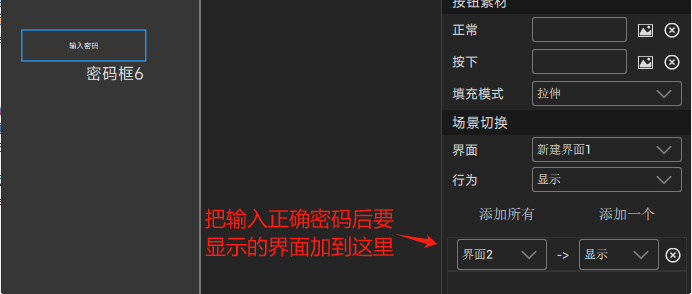 按钮素材
输入密码
密码框6
正常
按下
填充模式
拉伸
场景切换
界面
新建界面1
行为
显示
添加所有
添加一个
把输入正确密码后要
显示的界面加到这里
界面2
->
显示